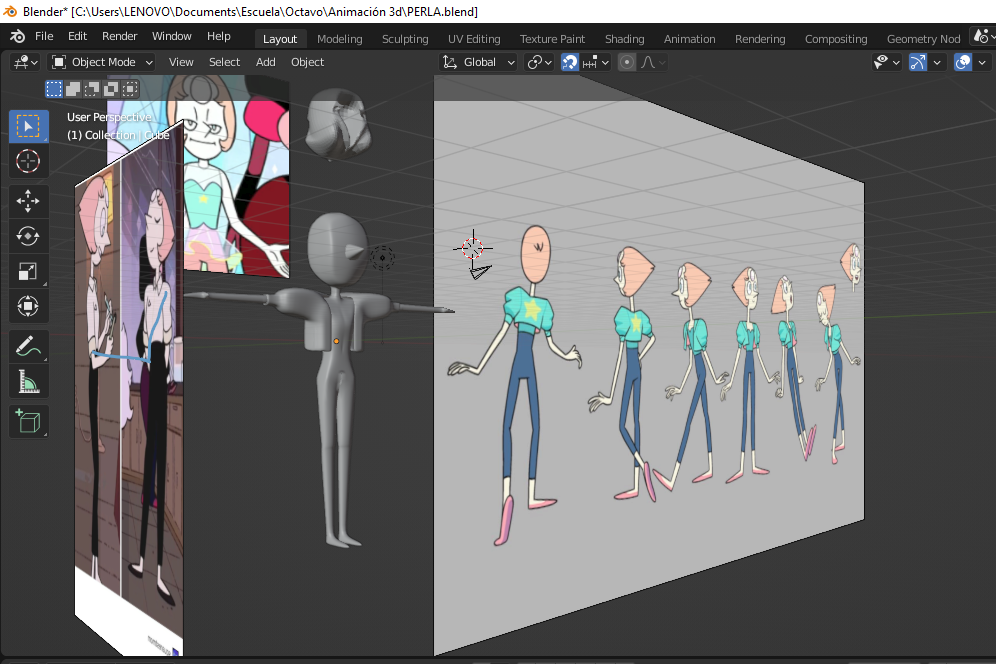 Blender* [C:\Users\LENOVO\Documents\Escuela\Octavo\Animación 3d\PERLA.blend]
File Edit Render Window Help Layout Modeling Sculpting UV Editing Texture Paint Shading Animation Rendering Compositing Geometry Nod
Object Mode View Select Add Object Global
User Perspective
(1) Collection | Cube